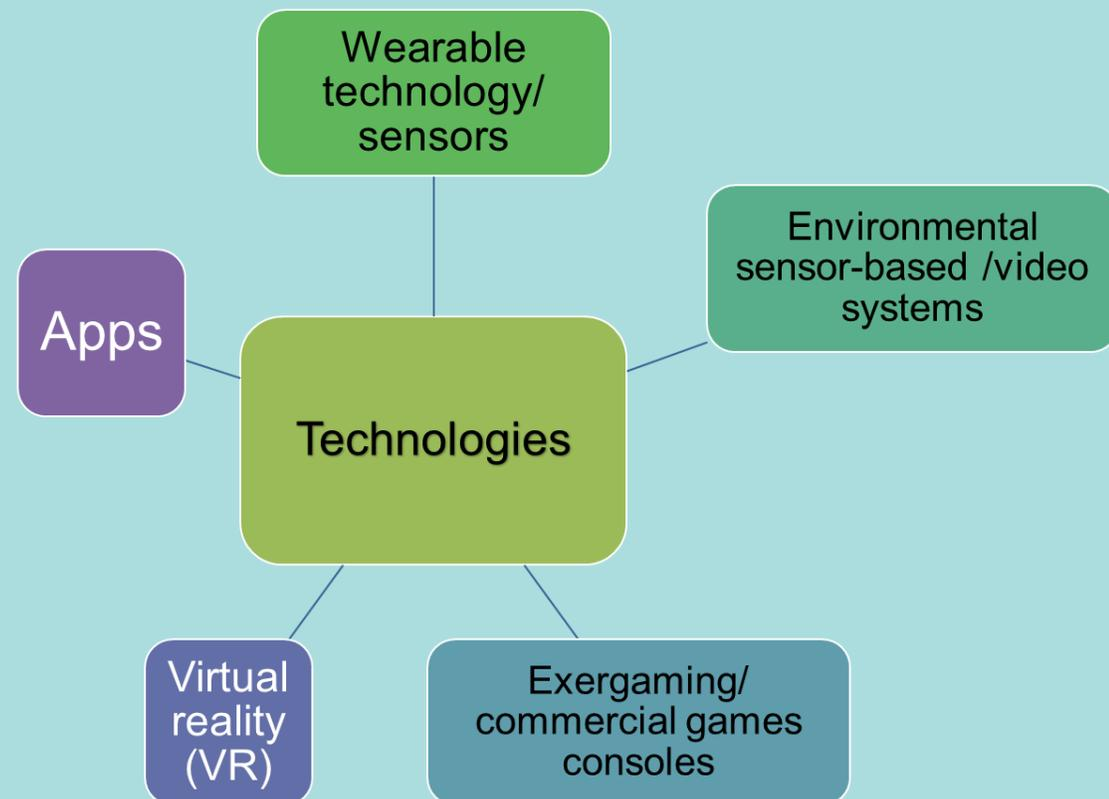 Wearable
technology/
sensors
Environmental
sensor-based /video
systems
Apps
Technologies
Virtual
reality
(VR)
Exergaming/
commercial games
consoles